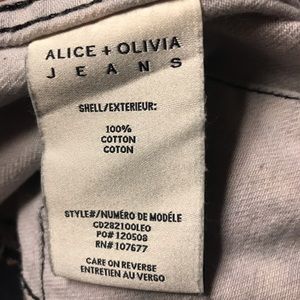 ALICE + OLIVIA
JEANS
SHELL/EXTERIEUR:
100%
COTTON
COTON
STYLE#/NUMÉRO DE MODÉLE
CD282100LEO
PO# 120508
RN# 107677
CARE ON REVERSE
ENTRETIEN AU VERSO